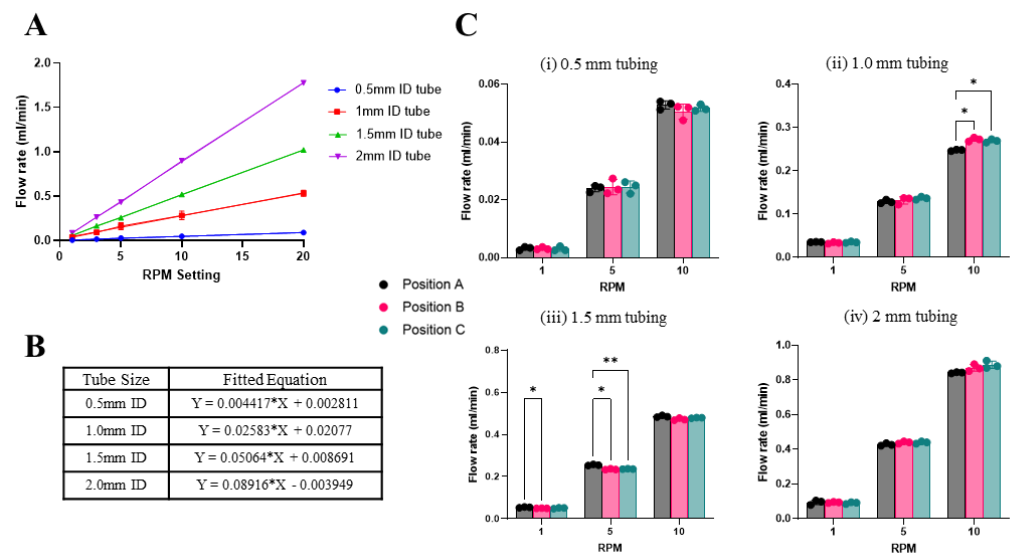 A
2.0
1.5
1.0
0.5
0.0
Flow rate (ml/min)
0 5 10 15 20
RPM Setting
0.5mm ID tube
1mm ID tube
1.5mm ID tube
2mm ID tube
B
Tube Size Fitted Equation
0.5mm ID Y = 0.004417*X + 0.002811
1.0mm ID Y = 0.02583*X + 0.02077
1.5mm ID Y = 0.05064*X + 0.008691
2.0mm ID Y = 0.08916*X - 0.003949
Position A
Position B
Position C
C
(i) 0.5 mm tubing
0.06
0.04
0.02
0.00
Flow rate (ml/min)
1 5 10
RPM
(ii) 1.0 mm tubing
0.4
0.3
0.2
0.1
0.0
Flow rate (ml/min)
*
*
1 5 10
RPM
(iii) 1.5 mm tubing
0.8
0.6
0.4
0.2
0.0
Flow rate (ml/min)
*
**
*
1 5 10
RPM
(iv) 2 mm tubing
1.0
0.8
0.6
0.4
0.2
0.0
Flow rate (ml/min)
1 5 10
RPM